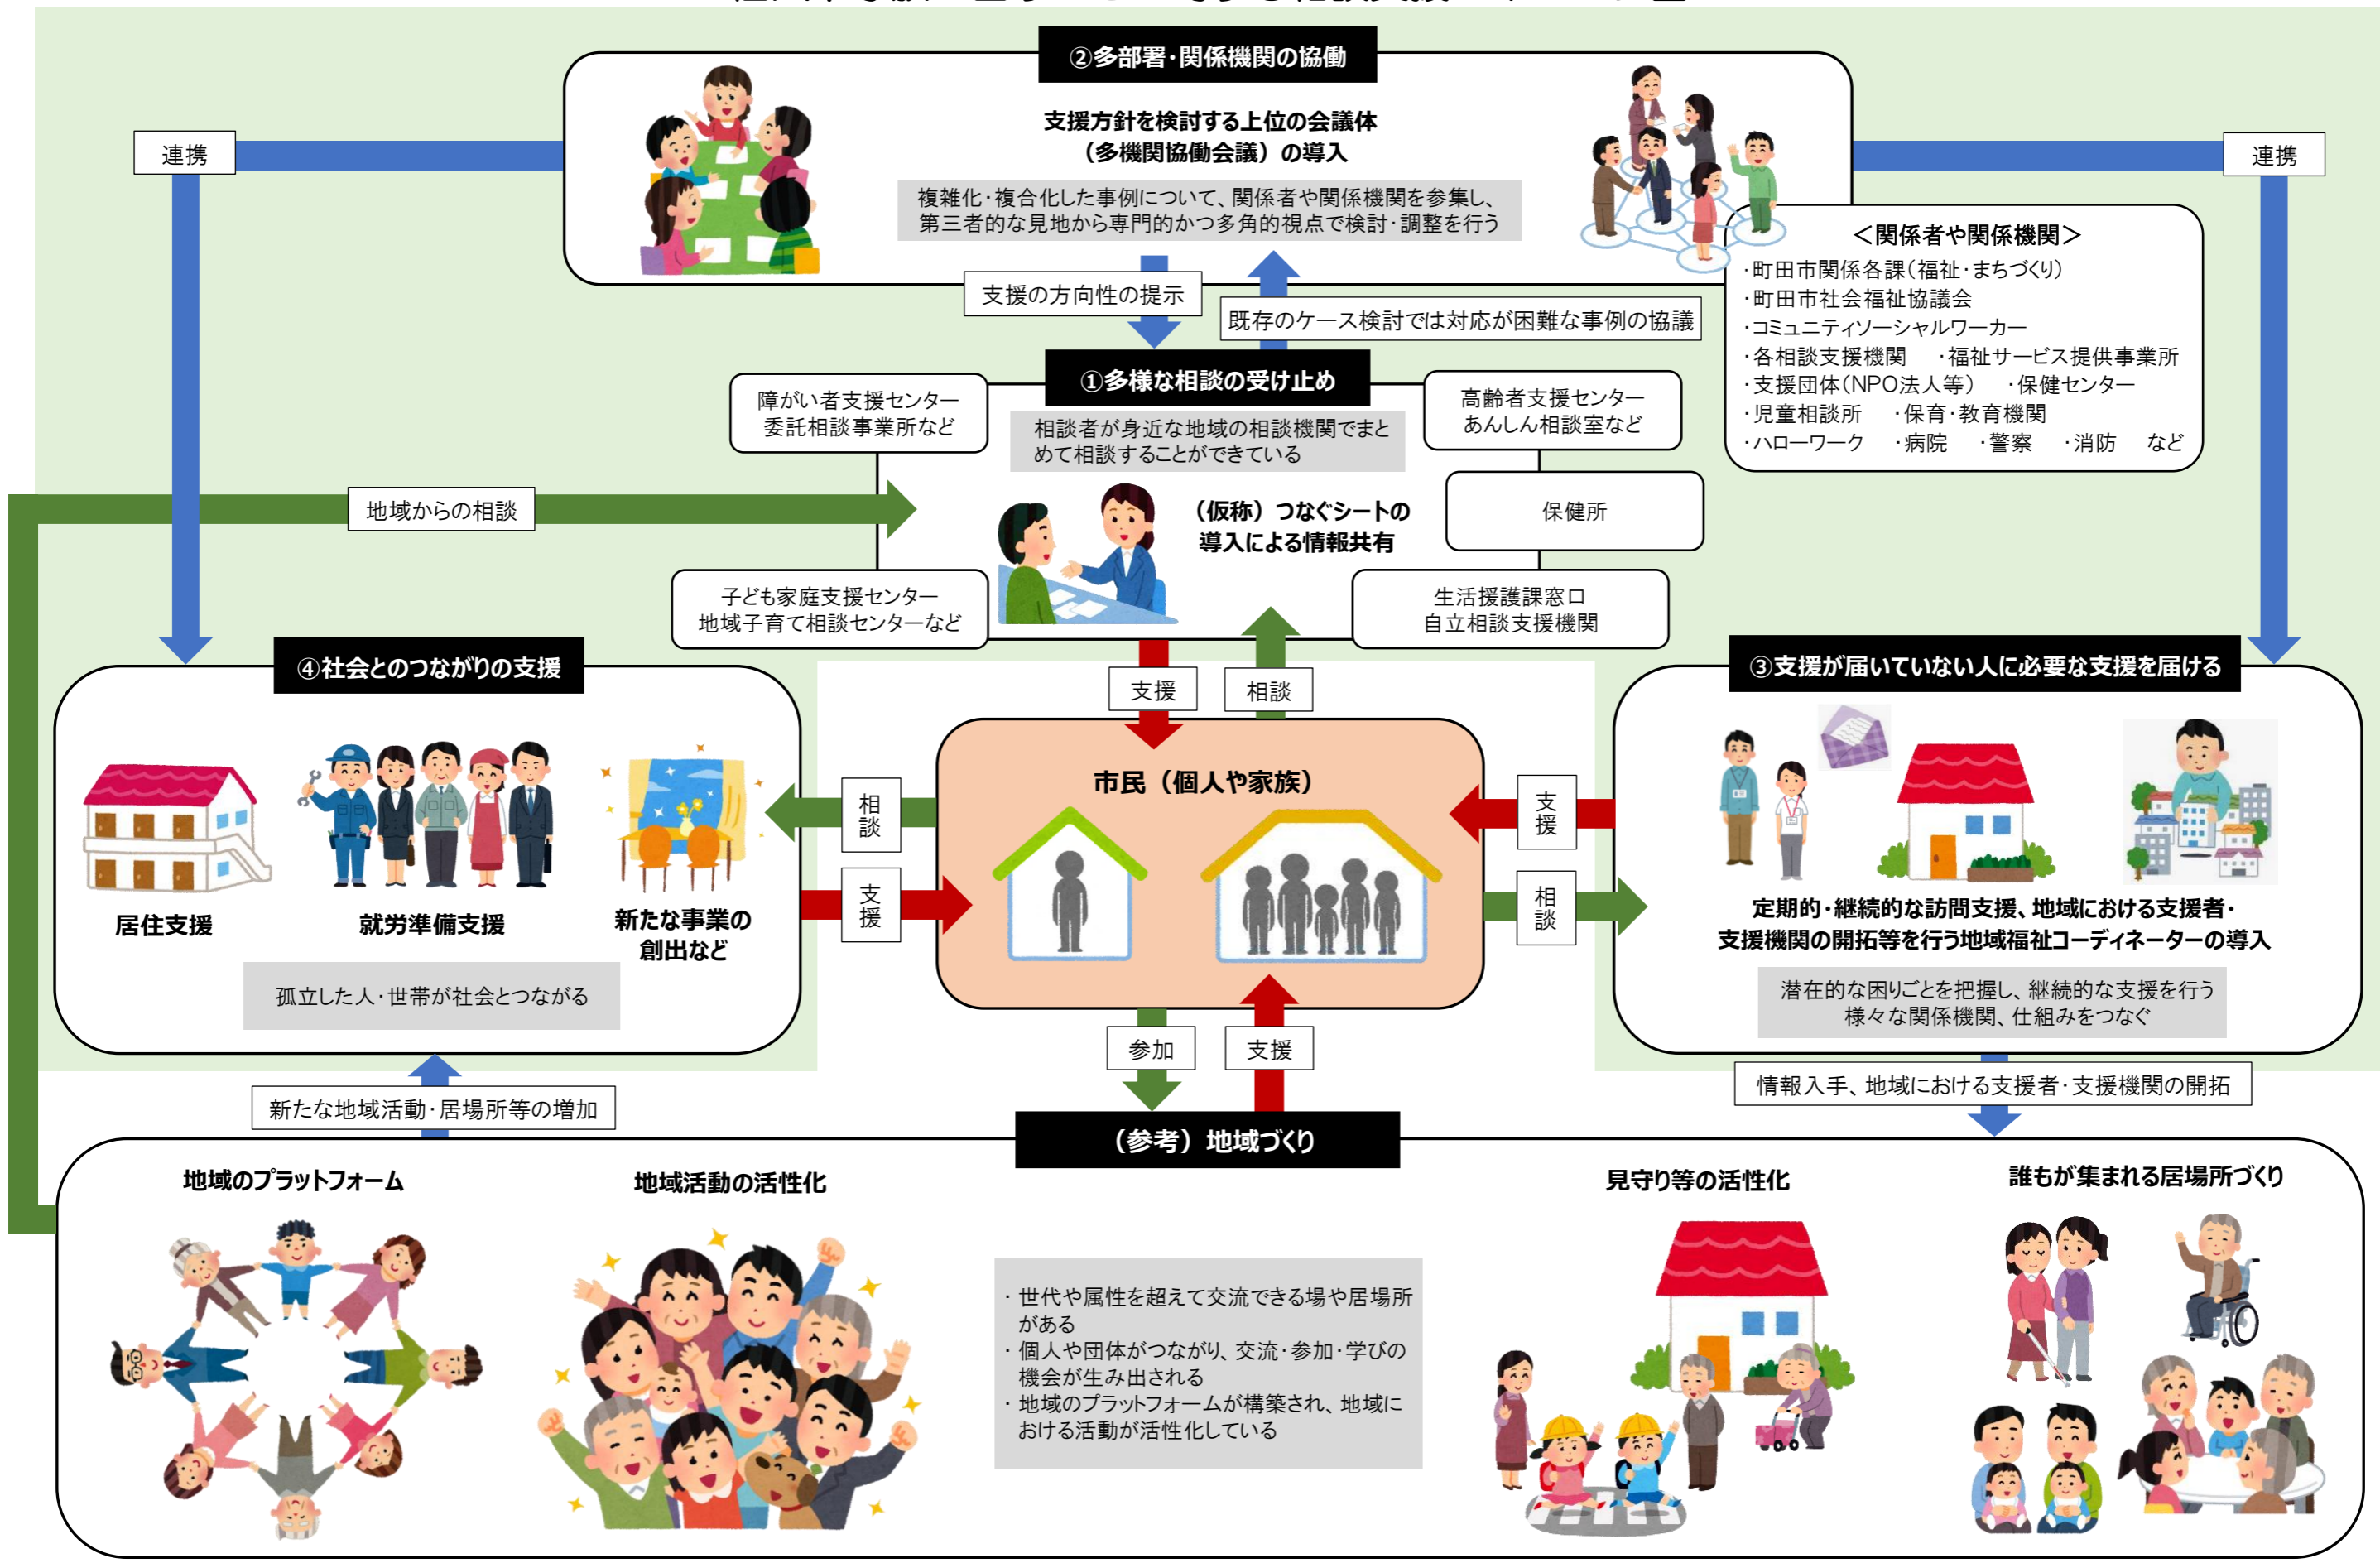 ②多部署・関係機関の協働
支援方針を検討する上位の会議体
（多機関協働会議）の導入
複雑化・複合化した事例について、関係者や関係機関を参集し、
第三者的な見地から専門的かつ多角的視点で検討・調整を行う
連携
連携
＜関係者や関係機関＞
・町田市関係各課（福祉・まちづくり）
・町田市社会福祉協議会
・コミュニティソーシャルワーカー
・各相談支援機関　・福祉サービス提供事業所
・支援団体（NPO法人等）　・保健センター
・児童相談所　・保育・教育機関
・ハローワーク　・病院　・警察　・消防　など
支援の方向性の提示
既存のケース検討では対応が困難な事例の協議
①多様な相談の受け止め
相談者が身近な地域の相談機関でまと
めて相談することができている
障がい者支援センター
委託相談事業所など
高齢者支援センター
あんしん相談室など
地域からの相談
（仮称）つなぐシートの
導入による情報共有
保健所
子ども家庭支援センター
地域子育て相談センターなど
生活援護課窓口
自立相談支援機関
支援
相談
④社会とのつながりの支援
居住支援
就労準備支援
新たな事業の
創出など
孤立した人・世帯が社会とつながる
相談
支援
市民（個人や家族）
支援
相談
③支援が届いていない人に必要な支援を届ける
定期的・継続的な訪問支援、地域における支援者・
支援機関の開拓等を行う地域福祉コーディネーターの導入
潜在的な困りごとを把握し、継続的な支援を行う
様々な関係機関、仕組みをつなぐ
参加
支援
新たな地域活動・居場所等の増加
情報入手、地域における支援者・支援機関の開拓
（参考）地域づくり
地域のプラットフォーム
地域活動の活性化
・世代や属性を超えて交流できる場や居場所
がある
・個人や団体がつながり、交流・参加・学びの
機会が生み出される
・地域のプラットフォームが構築され、地域に
おける活動が活性化している
見守り等の活性化
誰もが集まれる居場所づくり